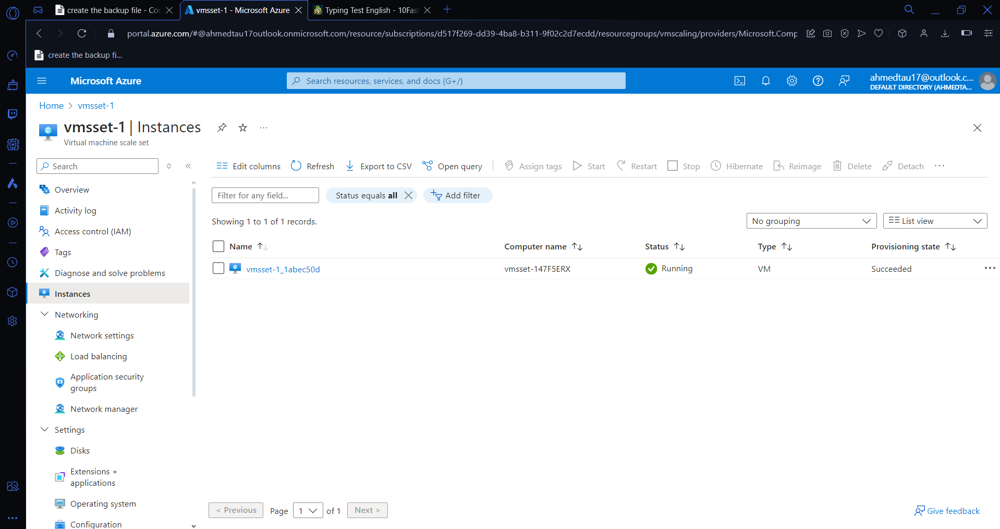 create the backup file - Coc
vmsset-1 - Microsoft Azure
Typing Test English - 10Fas
portal.azure.com/#@ahmedtau17outlook.onmicrosoft.com/resource/subscriptions/d517f269-dd39-4ba8-b311-9f02c2d7ecdd/resourcegroups/vmscaling/providers/Microsoft.Comp
create the backup fi...
Microsoft Azure
Search resources, services, and docs (G+/)
ahmedtau17@outlook.c...
DEFAULT DIRECTORY (AHMEDTA...
Home > vmsset-1
vmsset-1 | Instances
...
Virtual machine scale set
Search
Edit columns
Refresh
Export to CSV
Open query
Assign tags
Start
Restart
Stop
Hibernate
Reimage
Delete
Detach
...
Overview
Activity log
Access control (IAM)
Tags
Diagnose and solve problems
Instances
Networking
Network settings
Load balancing
Application security
groups
Network manager
Settings
Disks
Extensions +
applications
Operating system
Configuration
Filter for any field...
Status equals all
Add filter
Showing 1 to 1 of 1 records.
No grouping
List view
Name
Computer name
Status
Type
Provisioning state
vmsset-1_1abec50d
vmsset-147F5ERX
Running
VM
Succeeded
...
< Previous
Page
1
of 1
Next >
Give feedback